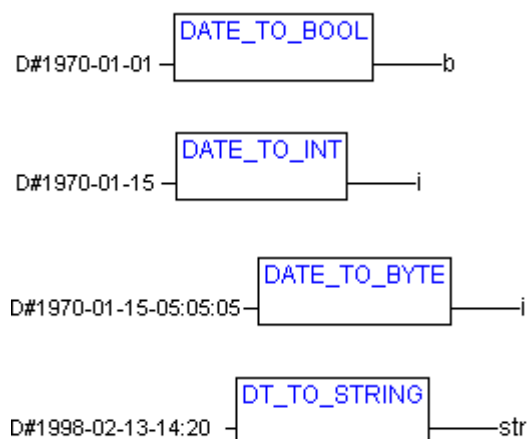 DATE_TO_BOOL
D#1970-01-01 b
DATE_TO_INT
D#1970-01-15 i
DATE_TO_BYTE
D#1970-01-15-05:05:05 i
DT_TO_STRING
D#1998-02-13-14:20 str